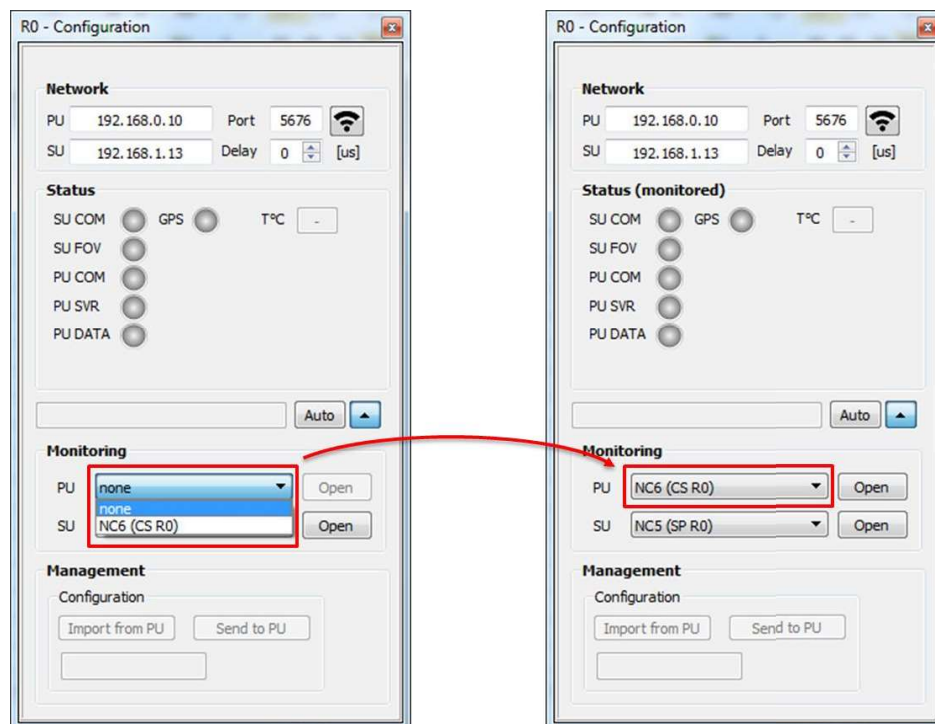 R0 - Configuration
Network
PU 192.168.0.10 Port 5676
SU 192.168.1.13 Delay 0 [us]
Status
SU COM GPS T°C -
SU FOV
PU COM
PU SVR
PU DATA
Auto
Monitoring
PU none Open
none
SU NC6 (CS R0) Open
Management
Configuration
Import from PU Send to PU
R0 - Configuration
Network
PU 192.168.0.10 Port 5676
SU 192.168.1.13 Delay 0 [us]
Status (monitored)
SU COM GPS T°C -
SU FOV
PU COM
PU SVR
PU DATA
Auto
Monitoring
PU NC6 (CS R0) Open
SU NC5 (SP R0) Open
Management
Configuration
Import from PU Send to PU